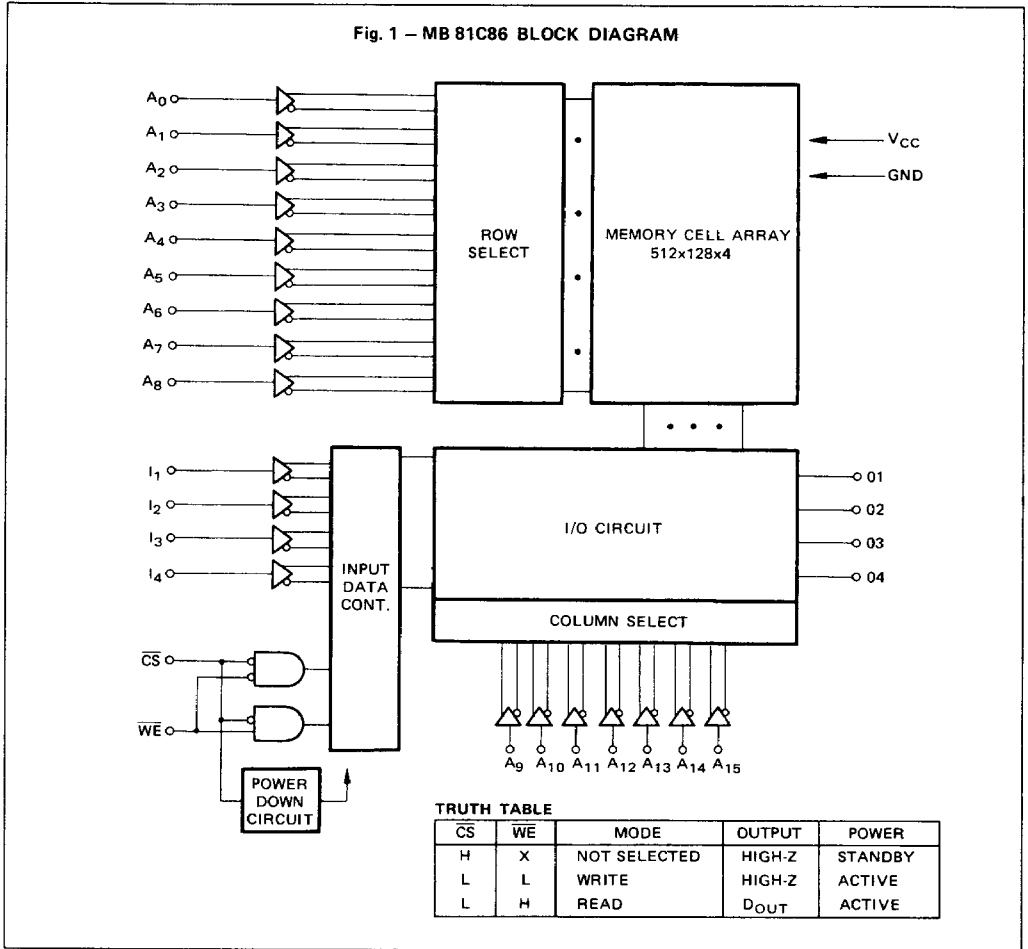 Fig. 1 – MB 81C86 BLOCK DIAGRAM
A0
A1
A2
A3
A4
A5
A6
A7
A8
ROW
SELECT
MEMORY CELL ARRAY
512x128x4
VCC
GND
I1
I2
I3
I4
CS
WE
INPUT
DATA
CONT.
I/O CIRCUIT
COLUMN SELECT
01
02
03
04
POWER
DOWN
CIRCUIT
A9 A10 A11 A12 A13 A14 A15
TRUTH TABLE
CS WE MODE OUTPUT POWER
H X NOT SELECTED HIGH-Z STANDBY
L L WRITE HIGH-Z ACTIVE
L H READ DOUT ACTIVE